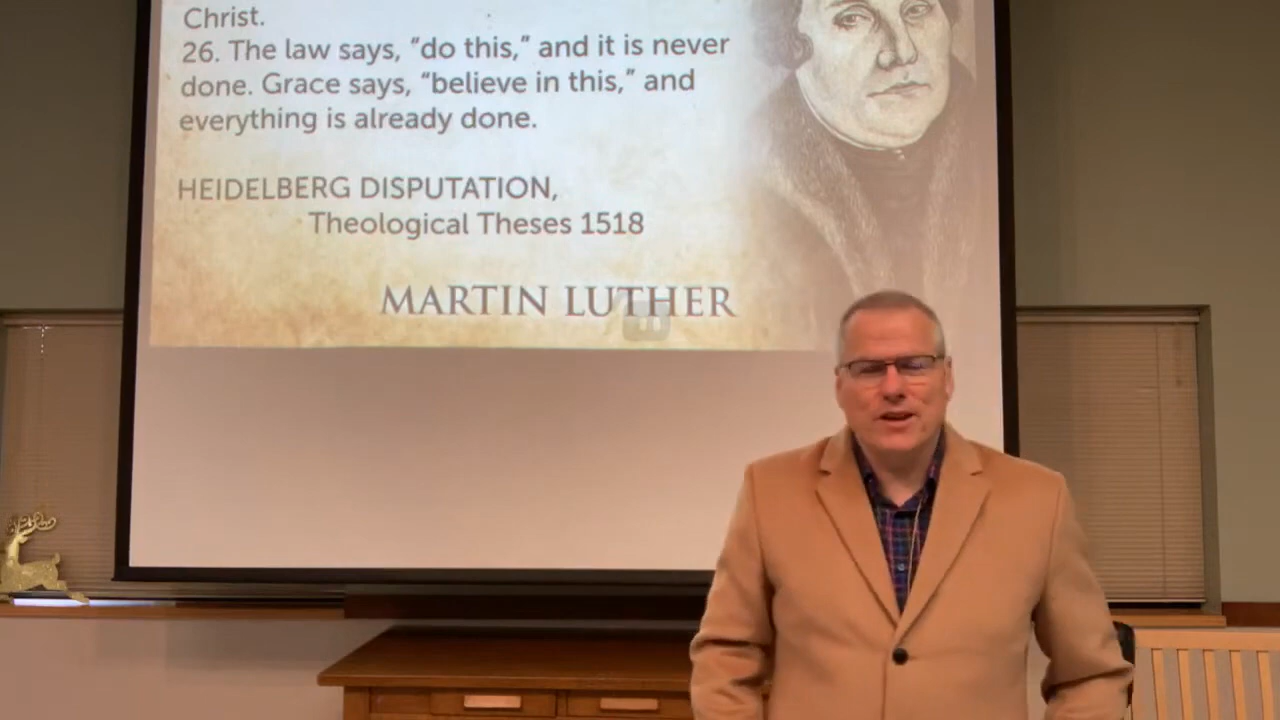 Christ.
26. The law says, “do this,” and it is never
done. Grace says, “believe in this,” and
everything is already done.
HEIDELBERG DISPUTATION,
Theological Theses 1518
MARTIN LUTHER